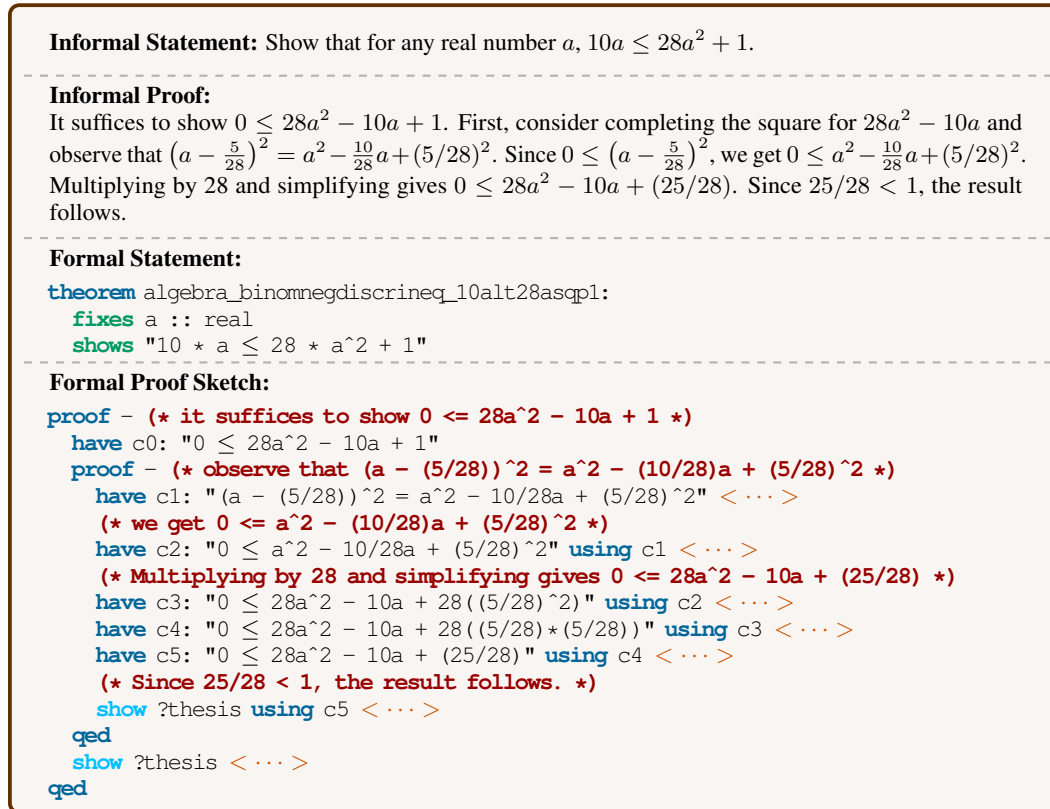 Informal Statement: Show that for any real number a, 10a ≤ 28a² + 1.
Informal Proof:
It suffices to show 0 ≤ 28a² − 10a + 1. First, consider completing the square for 28a² − 10a and
observe that (a − 5/28)² = a² − 10/28 a + (5/28)². Since 0 ≤ (a − 5/28)², we get 0 ≤ a² − 10/28 a + (5/28)².
Multiplying by 28 and simplifying gives 0 ≤ 28a² − 10a + (25/28). Since 25/28 < 1, the result
follows.
Formal Statement:
theorem algebra_binomnegdiscrineq_10alt28asqp1:
fixes a :: real
shows "10 * a ≤ 28 * a^2 + 1"
Formal Proof Sketch:
proof - (* it suffices to show 0 <= 28a^2 - 10a + 1 *)
have c0: "0 ≤ 28a^2 - 10a + 1"
proof - (* observe that (a - (5/28))^2 = a^2 - (10/28)a + (5/28)^2 *)
have c1: "(a - (5/28))^2 = a^2 - 10/28a + (5/28)^2" < ··· >
(* we get 0 <= a^2 - (10/28)a + (5/28)^2 *)
have c2: "0 ≤ a^2 - 10/28a + (5/28)^2" using c1 < ··· >
(* Multiplying by 28 and simplifying gives 0 <= 28a^2 - 10a + (25/28) *)
have c3: "0 ≤ 28a^2 - 10a + 28((5/28)^2)" using c2 < ··· >
have c4: "0 ≤ 28a^2 - 10a + 28((5/28)*(5/28))" using c3 < ··· >
have c5: "0 ≤ 28a^2 - 10a + (25/28)" using c4 < ··· >
(* Since 25/28 < 1, the result follows. *)
show ?thesis using c5 < ··· >
qed
show ?thesis < ··· >
qed